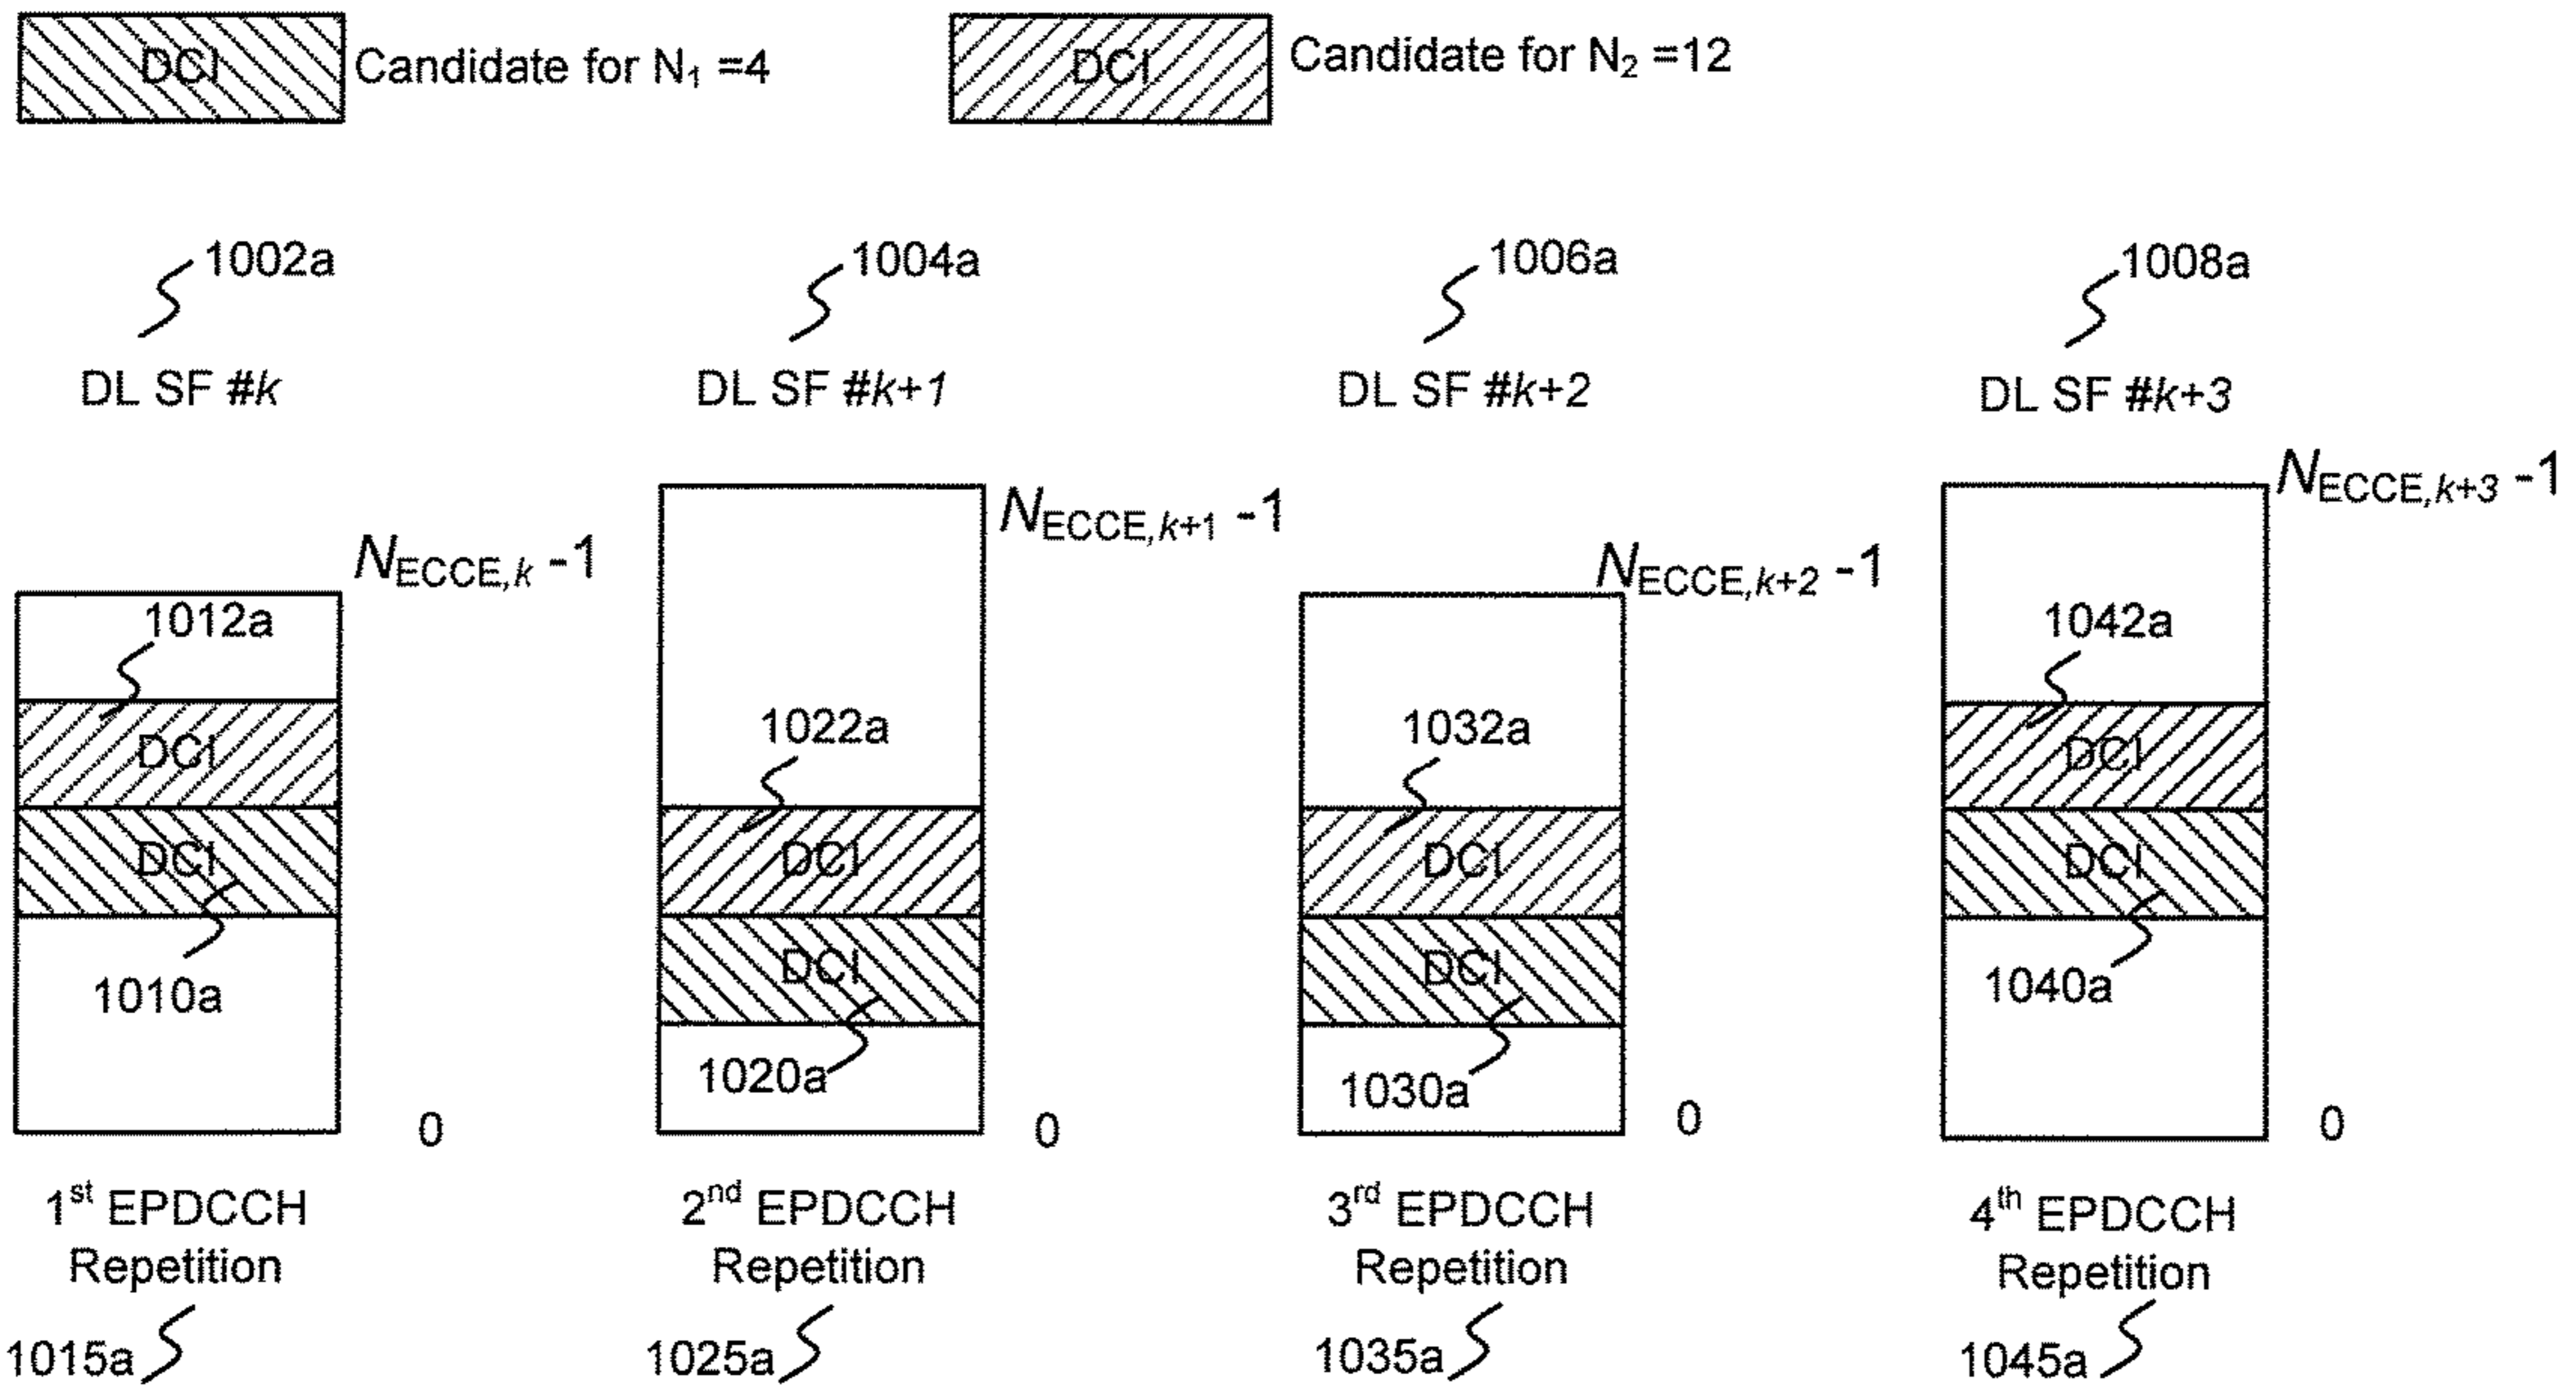 DCI Candidate for N₁ =4 DCI Candidate for N₂ =12
1002a 1004a 1006a 1008a
DL SF #k DL SF #k+1 DL SF #k+2 DL SF #k+3
N_ECCE,k -1 N_ECCE,k+1 -1 N_ECCE,k+2 -1 N_ECCE,k+3 -1
1012a 1022a 1032a 1042a
DCI DCI DCI DCI
DCI DCI DCI DCI
1010a 1020a 1030a 1040a
0 0 0 0
1st EPDCCH 2nd EPDCCH 3rd EPDCCH 4th EPDCCH
Repetition Repetition Repetition Repetition
1015a 1025a 1035a 1045a